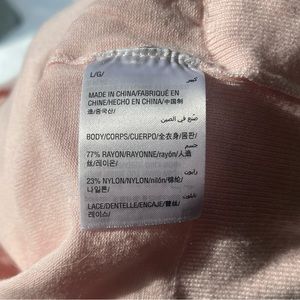 L/G/
كبير
MADE IN CHINA/FABRIQUÉ EN
CHINE/HECHO EN CHINA/中国制
造/중국산/
صنع في الصين
BODY/CORPS/CUERPO/全衣身/몸판/
جسم
77% RAYON/RAYONNE/rayón/人造
丝/레이온/
رايون
23% NYLON/NYLON/nilón/锦纶/
나일론/
نايلون
LACE/DENTELLE/ENCAJE/蕾丝/
레이스/